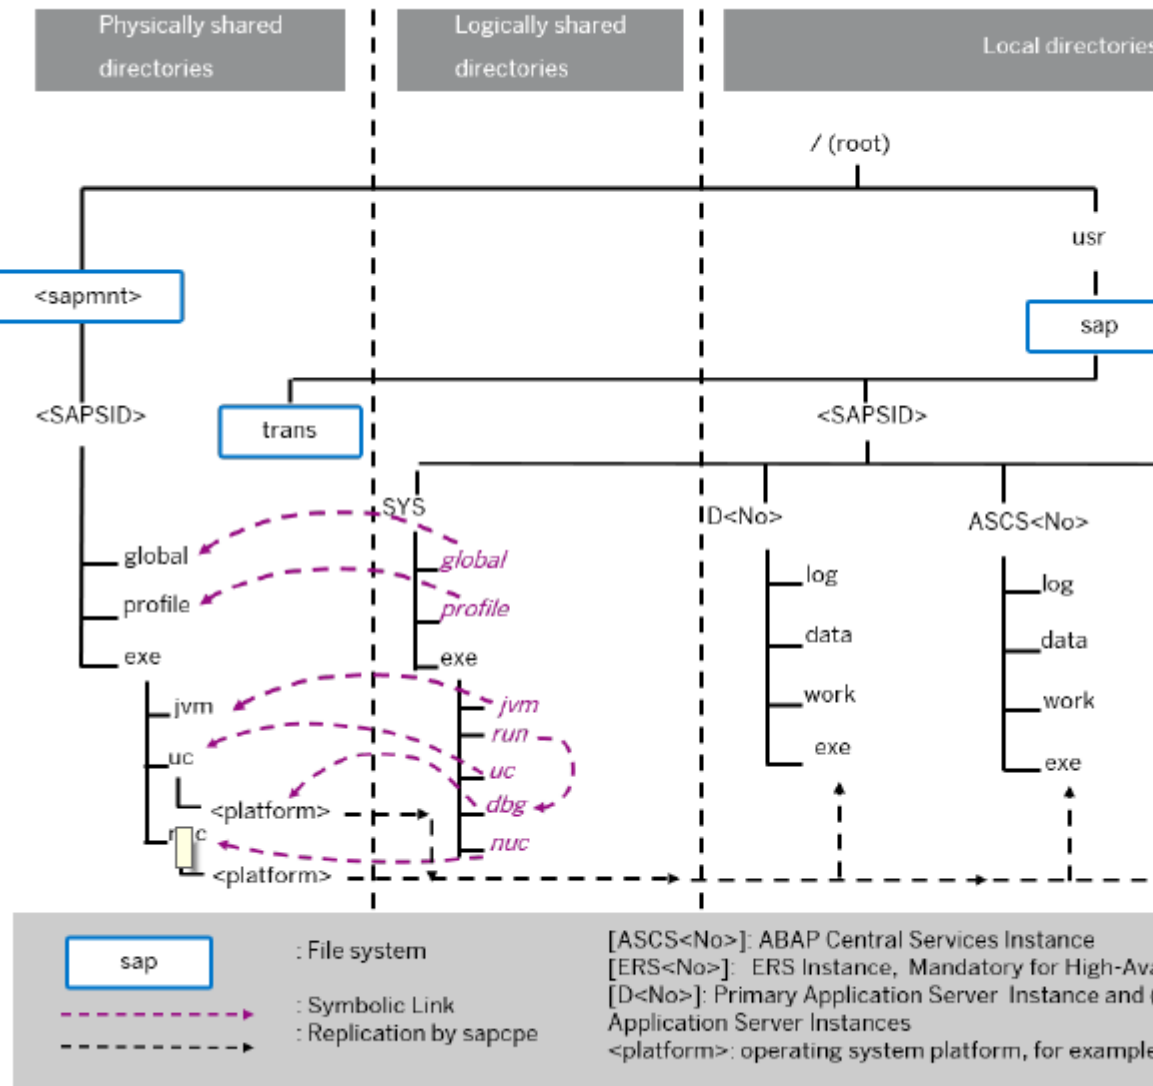 Physically shared
directories
Logically shared
directories
Local directories
/ (root)
usr
<sapmnt>
sap
<SAPSID>
trans
<SAPSID>
SYS
D<No>
ASCS<No>
global
global
log
log
profile
profile
data
data
exe
exe
work
work
jvm
jvm
run
exe
exe
uc
uc
<platform>
dbg
nuc
<platform>
sap
: File system
: Symbolic Link
: Replication by sapcpe
[ASCS<No>]: ABAP Central Services Instance
[ERS<No>]: ERS Instance, Mandatory for High-Ava
[D<No>]: Primary Application Server Instance and (
Application Server Instances
<platform>: operating system platform, for example